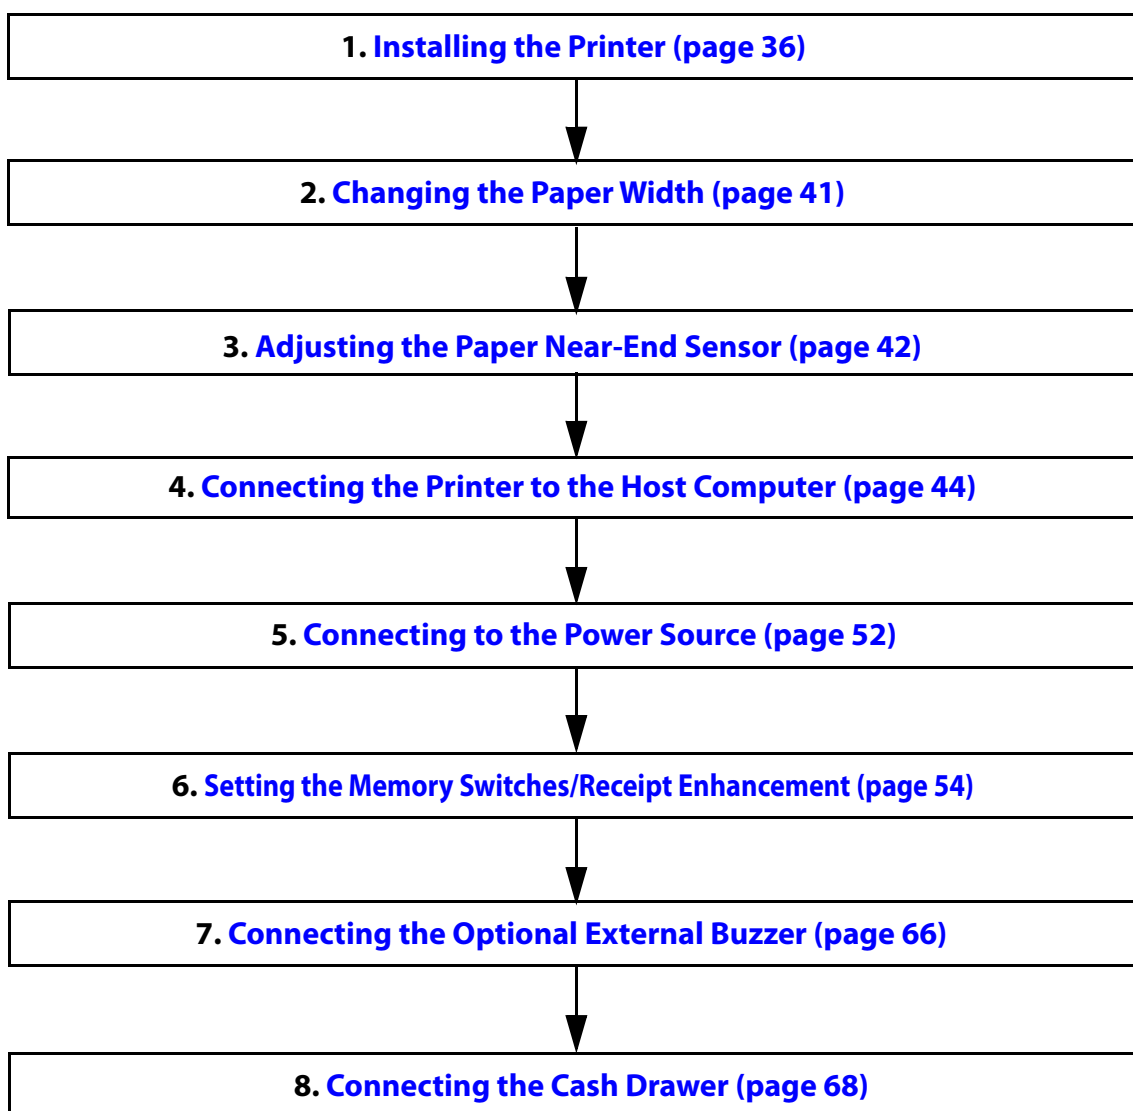 1. Installing the Printer (page 36)
2. Changing the Paper Width (page 41)
3. Adjusting the Paper Near-End Sensor (page 42)
4. Connecting the Printer to the Host Computer (page 44)
5. Connecting to the Power Source (page 52)
6. Setting the Memory Switches/Receipt Enhancement (page 54)
7. Connecting the Optional External Buzzer (page 66)
8. Connecting the Cash Drawer (page 68)